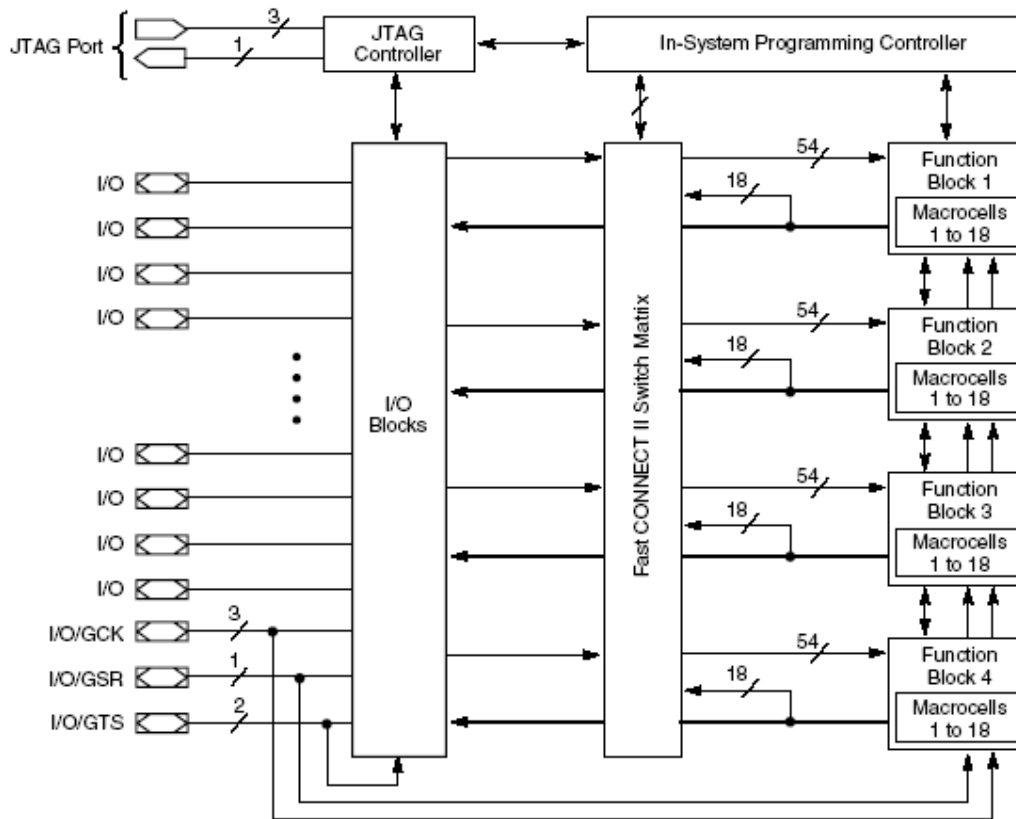 JTAG Port
3
1
JTAG
Controller
In-System Programming Controller
I/O
I/O
I/O
I/O
I/O
I/O
I/O
I/O
I/O/GCK
3
I/O/GSR
1
I/O/GTS
2
I/O
Blocks
Fast CONNECT II Switch Matrix
54
18
Function
Block 1
Macrocells
1 to 18
54
18
Function
Block 2
Macrocells
1 to 18
54
18
Function
Block 3
Macrocells
1 to 18
54
18
Function
Block 4
Macrocells
1 to 18